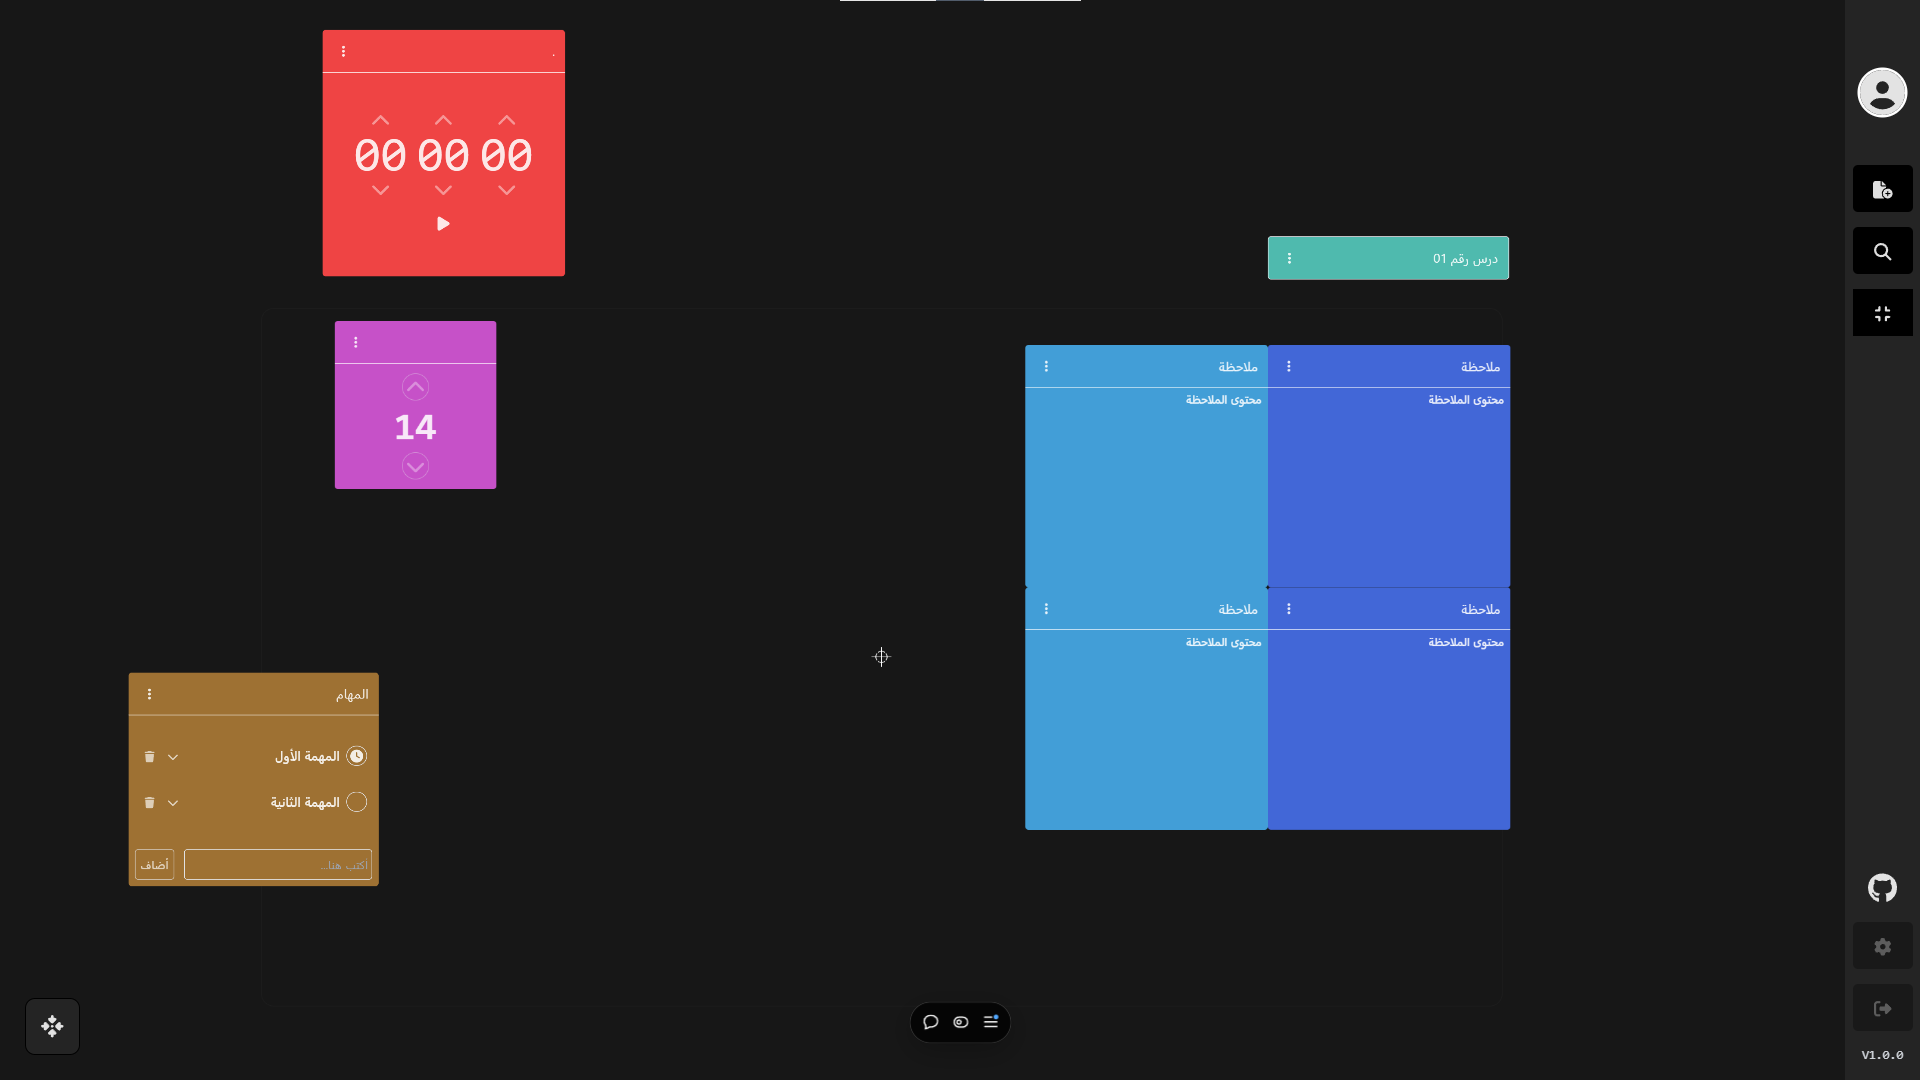 .
00 00 00
درس رقم 01
14
ملاحظة
محتوى الملاحظة
ملاحظة
محتوى الملاحظة
ملاحظة
محتوى الملاحظة
ملاحظة
محتوى الملاحظة
المهام
المهمة الأول
المهمة الثانية
أكتب هنا...
أضاف
V1.0.0